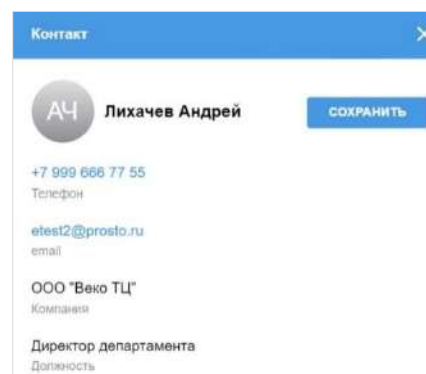 Контакт
АЧ
Лихачев Андрей
СОХРАНИТЬ
+7 999 666 77 55
Телефон
etest2@prosto.ru
email
ООО "Веко ТЦ"
Компания
Директор департамента
Должность